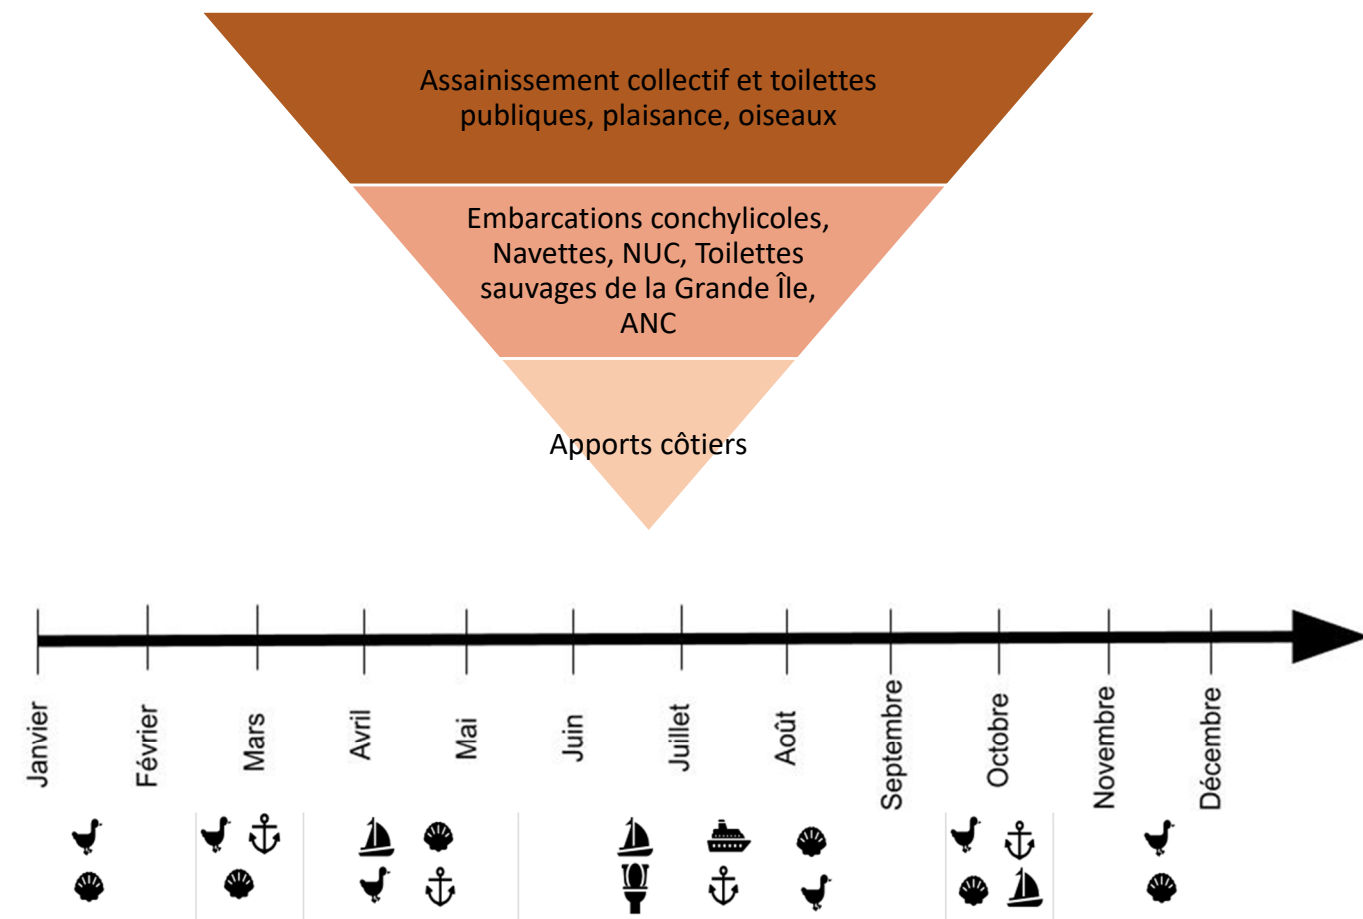 Assainissement collectif et toilettes
publiques, plaisance, oiseaux
Embarcations conchylicoles,
Navettes, NUC, Toilettes
sauvages de la Grande Île,
ANC
Apports côtiers
Janvier
Février
Mars
Avril
Mai
Juin
Juillet
Août
Septembre
Octobre
Novembre
Décembre